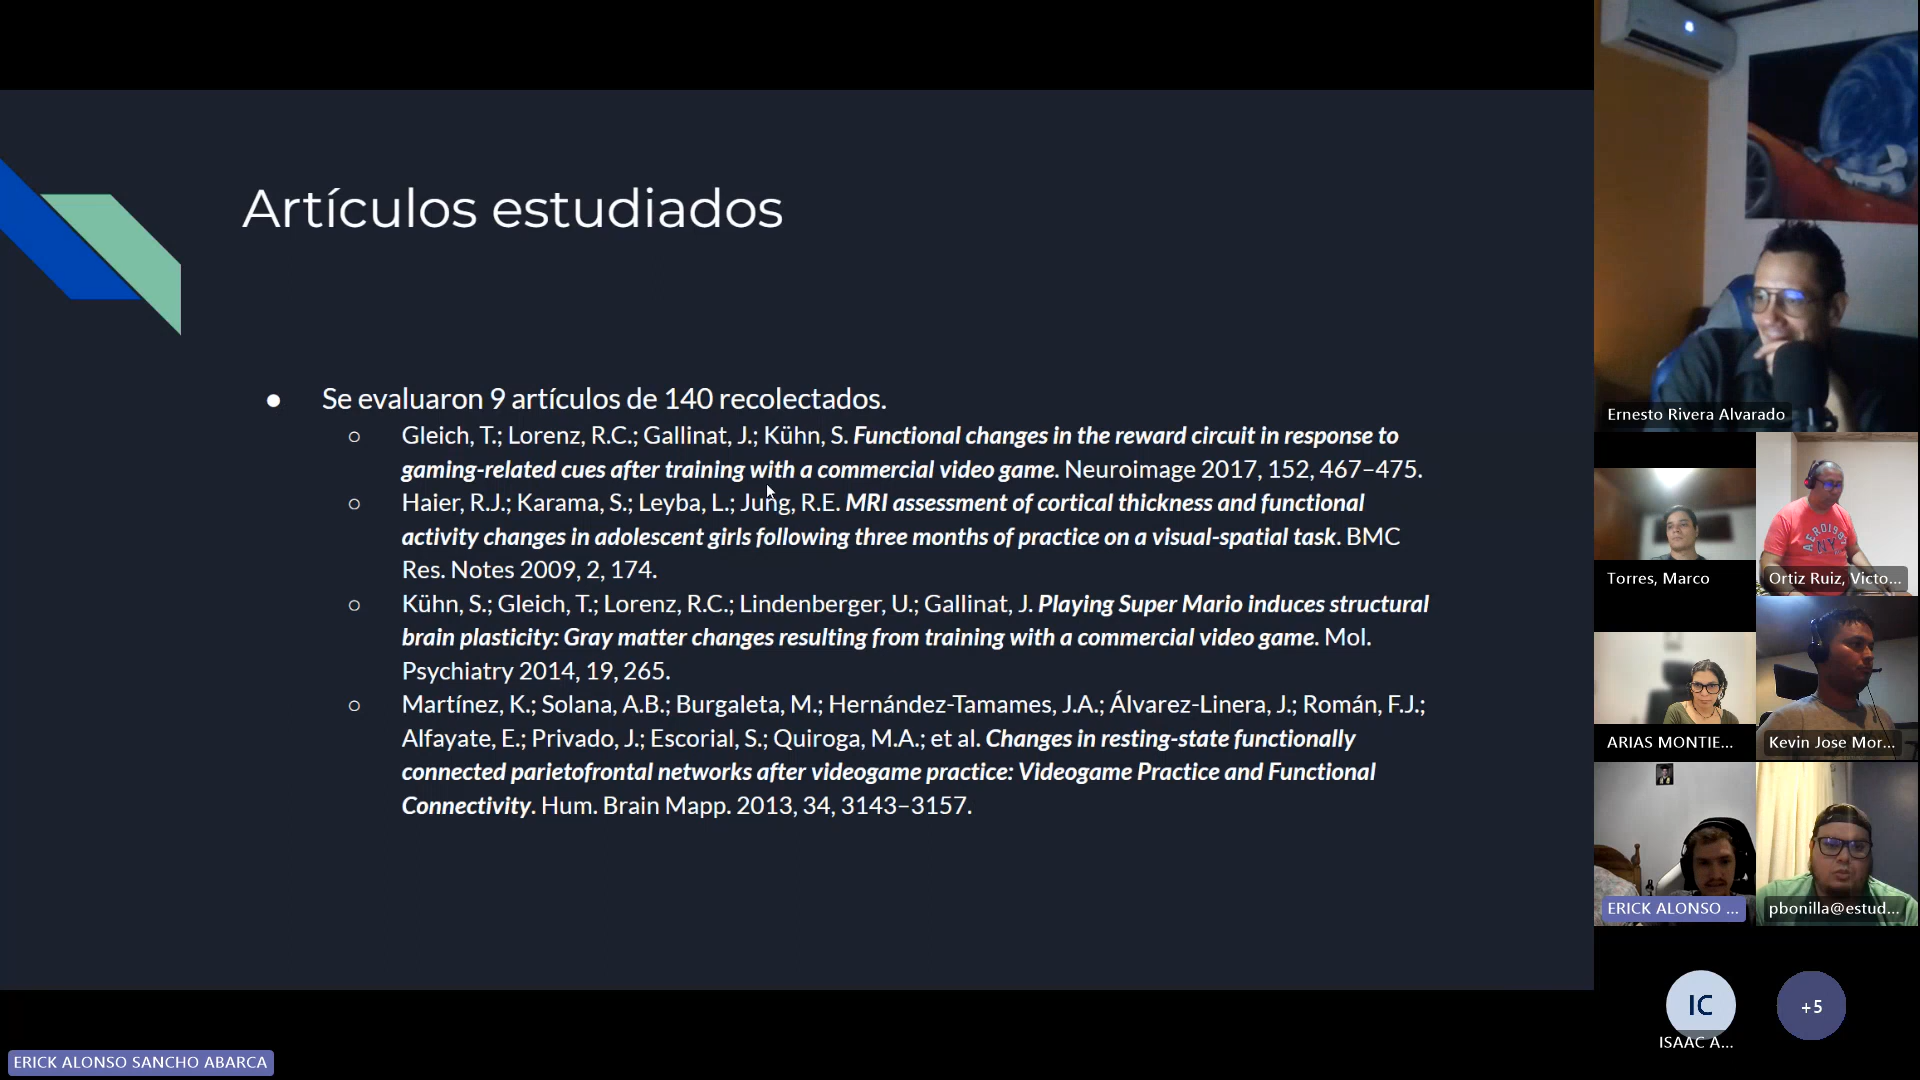 Artículos estudiados
● Se evaluaron 9 artículos de 140 recolectados.
○ Gleich, T.; Lorenz, R.C.; Gallinat, J.; Kühn, S. Functional changes in the reward circuit in response to
gaming-related cues after training with a commercial video game. Neuroimage 2017, 152, 467–475.
○ Haier, R.J.; Karama, S.; Leyba, L.; Jung, R.E. MRI assessment of cortical thickness and functional
activity changes in adolescent girls following three months of practice on a visual-spatial task. BMC
Res. Notes 2009, 2, 174.
○ Kühn, S.; Gleich, T.; Lorenz, R.C.; Lindenberger, U.; Gallinat, J. Playing Super Mario induces structural
brain plasticity: Gray matter changes resulting from training with a commercial video game. Mol.
Psychiatry 2014, 19, 265.
○ Martínez, K.; Solana, A.B.; Burgaleta, M.; Hernández-Tamames, J.A.; Álvarez-Linera, J.; Román, F.J.;
Alfayate, E.; Privado, J.; Escorial, S.; Quiroga, M.A.; et al. Changes in resting-state functionally
connected parietofrontal networks after videogame practice: Videogame Practice and Functional
Connectivity. Hum. Brain Mapp. 2013, 34, 3143–3157.
ERICK ALONSO SANCHO ABARCA
Ernesto Rivera Alvarado
Torres, Marco
Ortiz Ruiz, Victo...
AERO1987
NY
ARIAS MONTIE...
Kevin Jose Mor...
ERICK ALONSO ...
pbonilla@estud...
IC
+5
ISAAC A...